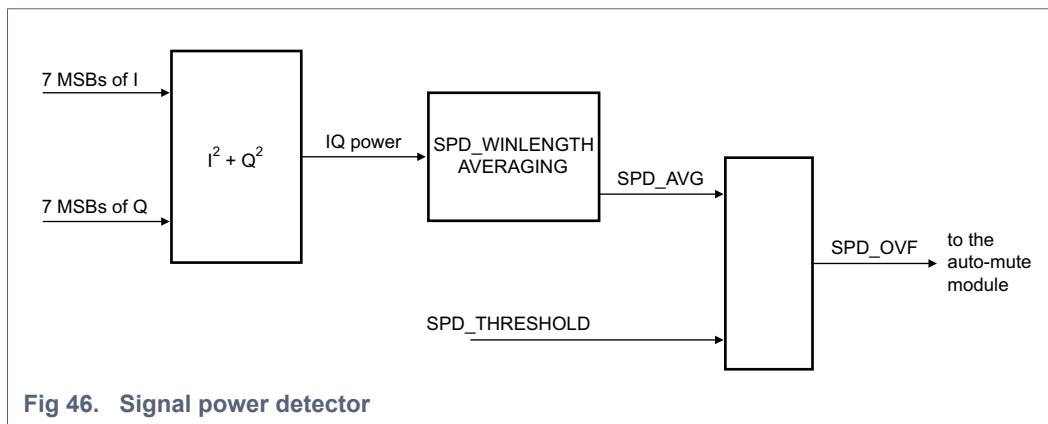 7 MSBs of I
7 MSBs of Q
I² + Q²
IQ power
SPD_WINLENGTH
AVERAGING
SPD_AVG
SPD_THRESHOLD
SPD_OVF
to the
auto-mute
module
Fig 46. Signal power detector